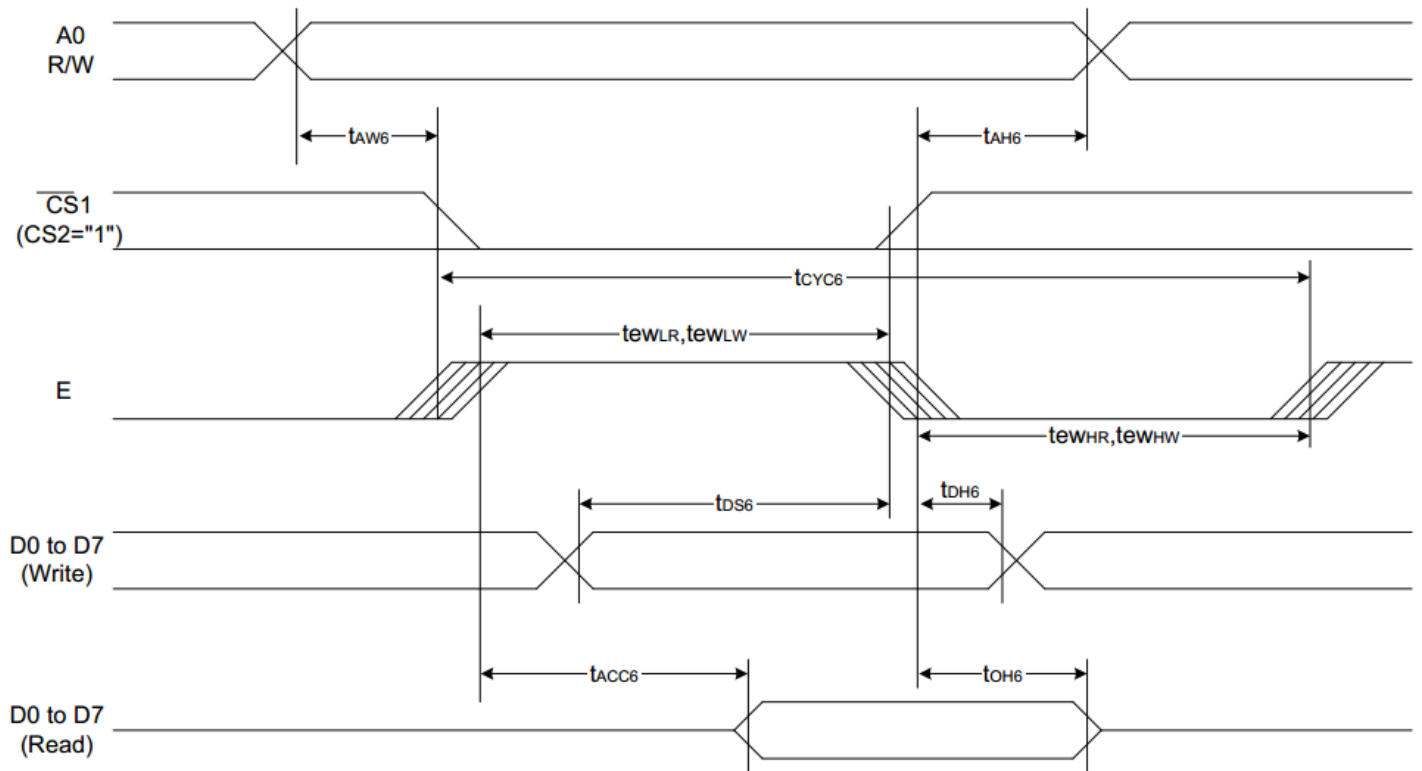 A0
R/W
tAW6
tAH6
CS1
(CS2="1")
tCYC6
tewLR,tewLW
E
tewHR,tewHW
tDS6
tDH6
D0 to D7
(Write)
tACC6
tOH6
D0 to D7
(Read)